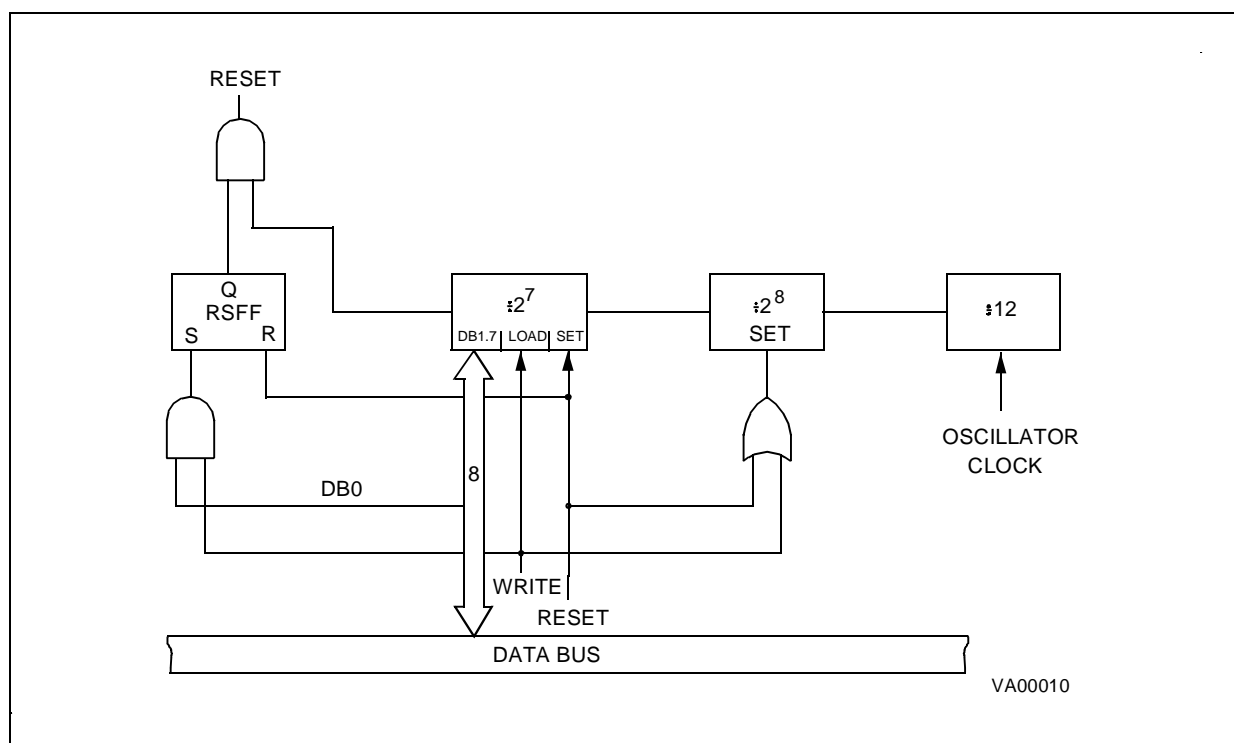 RESET
Q
RSFF
S R
÷2⁷
DB1.7 LOAD SET
÷2⁸
SET
÷12
OSCILLATOR
CLOCK
DB0
8
WRITE
RESET
DATA BUS
VA00010